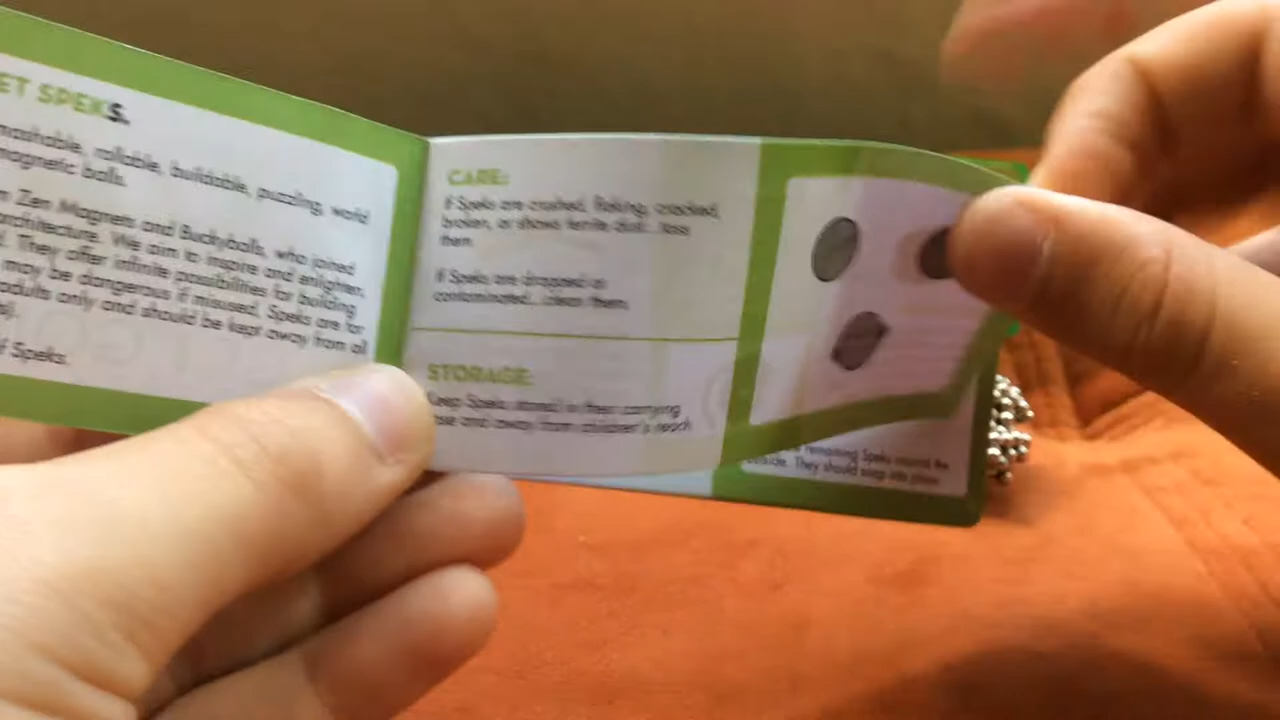 ET SPEKS.
mashable, rollable, buildable, puzzling, world
magnetic balls.
Zen Magnets and Buckyballs, who joined
architecture. We aim to inspire and enlighten.
They offer infinite possibilities for building
may be dangerous if misused. Speks are for
adults only and should be kept away from all
f Speks.
CARE:
If Speks are crushed, flaking, cracked,
broken, or shows ferrite dust...toss
them.
If Speks are dropped or
contaminated...clean them.
STORAGE:
Keep Speks stored in their carrying
ase and away from children's reach
remaining Speks around the
They should snap into place